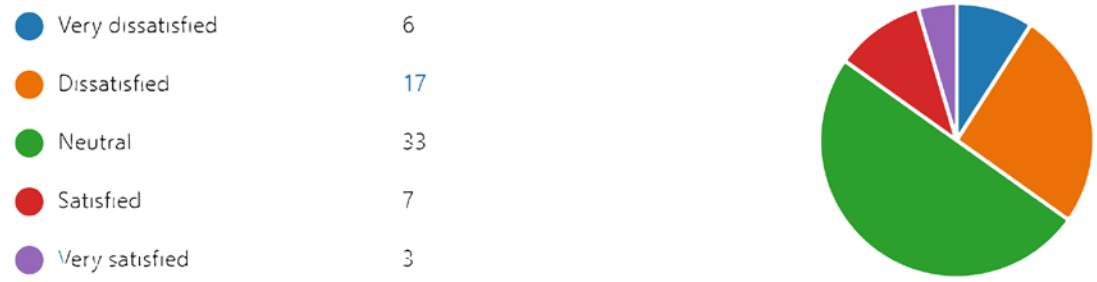 Very dissatisfied 6
Dissatisfied 17
Neutral 33
Satisfied 7
Very satisfied 3